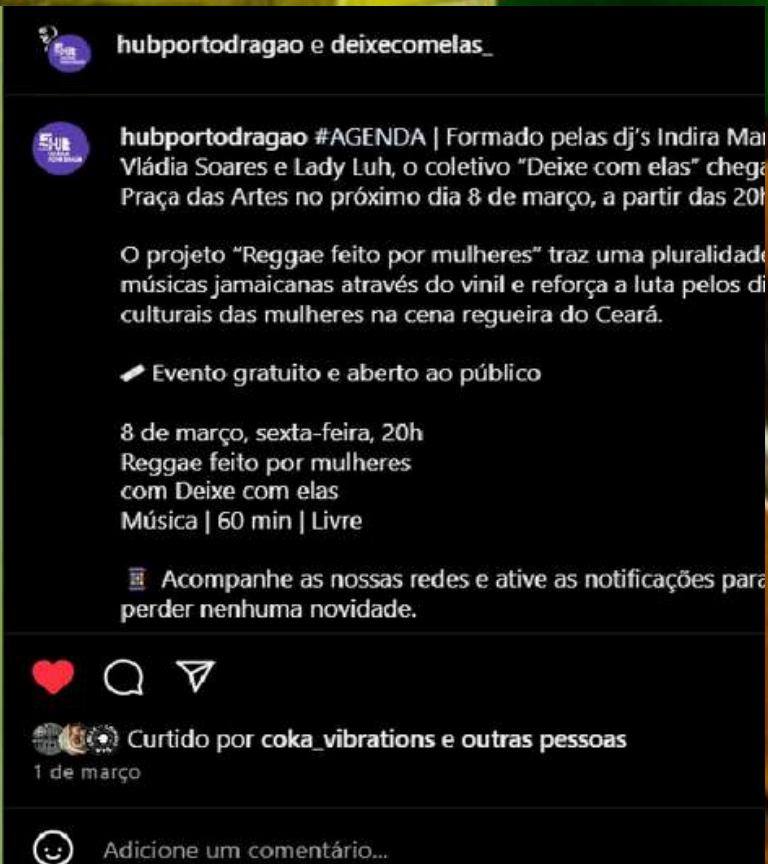 hubportodragao e deixecomelas_
hubportodragao #AGENDA | Formado pelas dj's Indira Mar
Vládia Soares e Lady Luh, o coletivo "Deixe com elas" chega
Praça das Artes no próximo dia 8 de março, a partir das 20h
O projeto "Reggae feito por mulheres" traz uma pluralidade
músicas jamaicanas através do vinil e reforça a luta pelos di
culturais das mulheres na cena regueira do Ceará.
Evento gratuito e aberto ao público
8 de março, sexta-feira, 20h
Reggae feito por mulheres
com Deixe com elas
Música | 60 min | Livre
Acompanhe as nossas redes e ative as notificações para
perder nenhuma novidade.
Curtido por coka_vibrations e outras pessoas
1 de março
Adicione um comentário...